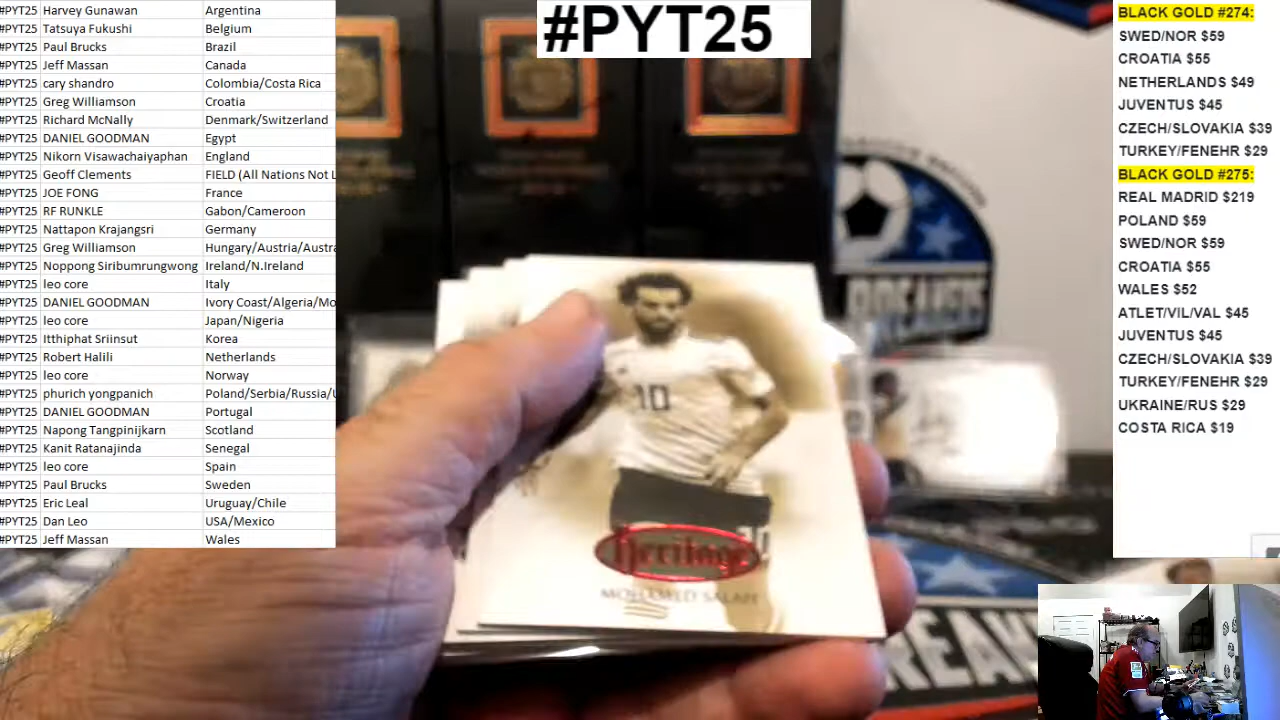 #PYT25 Harvey Gunawan Argentina
#PYT25 Tatsuya Fukushi Belgium
#PYT25 Paul Brucks Brazil
#PYT25 Jeff Massan Canada
#PYT25 cary shandro Colombia/Costa Rica
#PYT25 Greg Williamson Croatia
#PYT25 Richard McNally Denmark/Switzerland
#PYT25 DANIEL GOODMAN Egypt
#PYT25 Nikorn Visawachaiyaphan England
#PYT25 Geoff Clements FIELD (All Nations Not L
#PYT25 JOE FONG France
#PYT25 RF RUNKLE Gabon/Cameroon
#PYT25 Nattapon Krajangsri Germany
#PYT25 Greg Williamson Hungary/Austria/Austra
#PYT25 Noppong Siribumrungwong Ireland/N.Ireland
#PYT25 leo core Italy
#PYT25 DANIEL GOODMAN Ivory Coast/Algeria/Mo
#PYT25 leo core Japan/Nigeria
#PYT25 Itthiphat Sriinsut Korea
#PYT25 Robert Halili Netherlands
#PYT25 leo core Norway
#PYT25 phurich yongpanich Poland/Serbia/Russia/U
#PYT25 DANIEL GOODMAN Portugal
#PYT25 Napong Tangpinijkarn Scotland
#PYT25 Kanit Ratanajinda Senegal
#PYT25 leo core Spain
#PYT25 Paul Brucks Sweden
#PYT25 Eric Leal Uruguay/Chile
#PYT25 Dan Leo USA/Mexico
#PYT25 Jeff Massan Wales
#PYT25
10
Heritage
MOHAMED SALAH
BREAKERS
BREAK
BLACK GOLD #274:
SWED/NOR $59
CROATIA $55
NETHERLANDS $49
JUVENTUS $45
CZECH/SLOVAKIA $39
TURKEY/FENEHR $29
BLACK GOLD #275:
REAL MADRID $219
POLAND $59
SWED/NOR $59
CROATIA $55
WALES $52
ATLET/VIL/VAL $45
JUVENTUS $45
CZECH/SLOVAKIA $39
TURKEY/FENEHR $29
UKRAINE/RUS $29
COSTA RICA $19